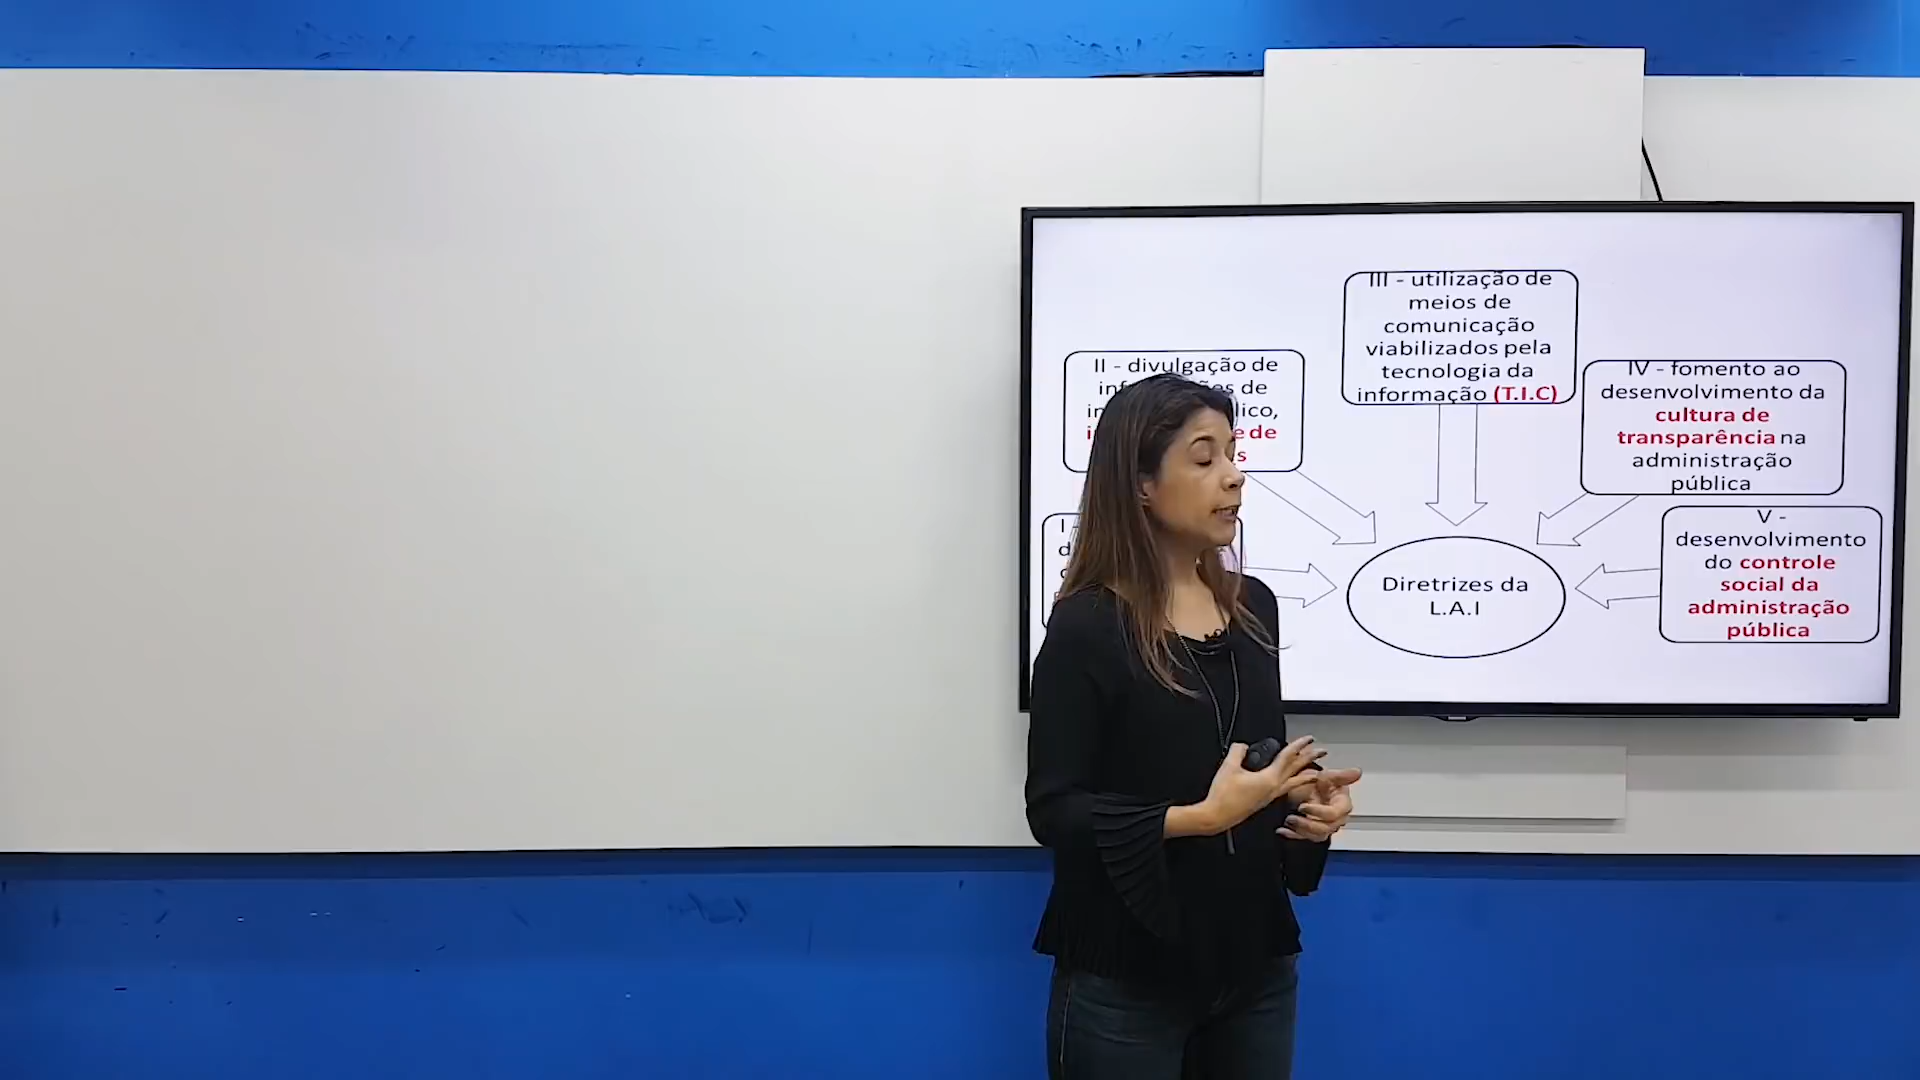 III - utilização de
meios de
comunicação
viabilizados pela
tecnologia da
informação (T.I.C)
II - divulgação de
de
e de
IV - fomento ao
desenvolvimento da
cultura de
transparência na
administração
pública
I -
V -
desenvolvimento
do controle
social da
administração
pública
Diretrizes da
L.A.I